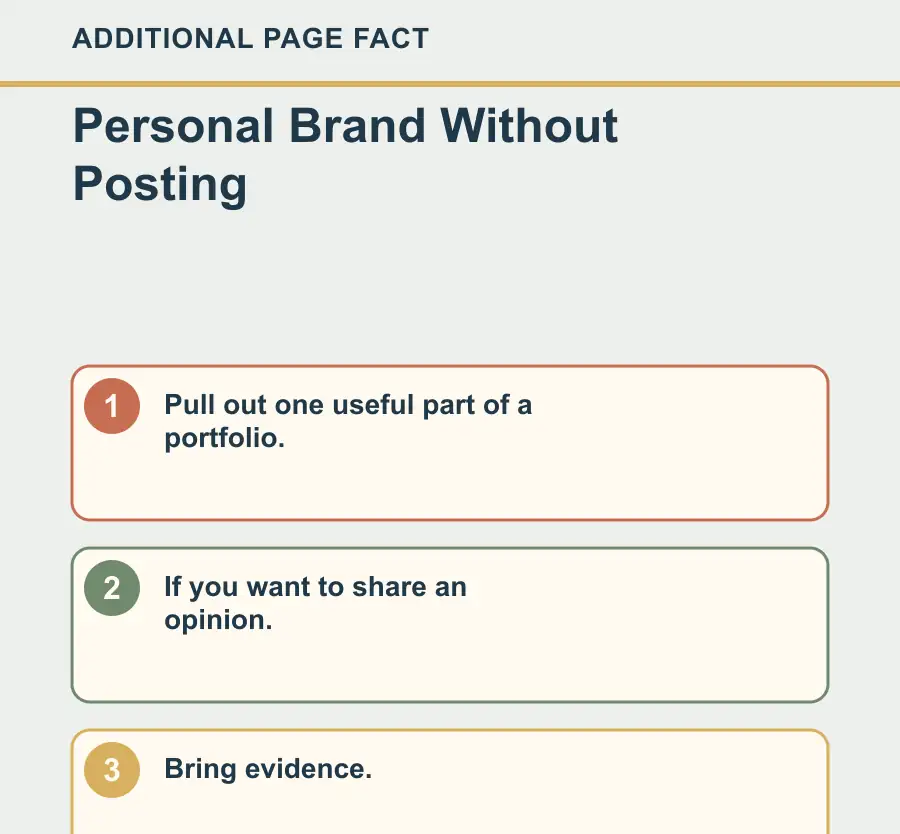 ADDITIONAL PAGE FACT
Personal Brand Without
Posting
1
Pull out one useful part of a
portfolio.
2
If you want to share an
opinion.
3
Bring evidence.